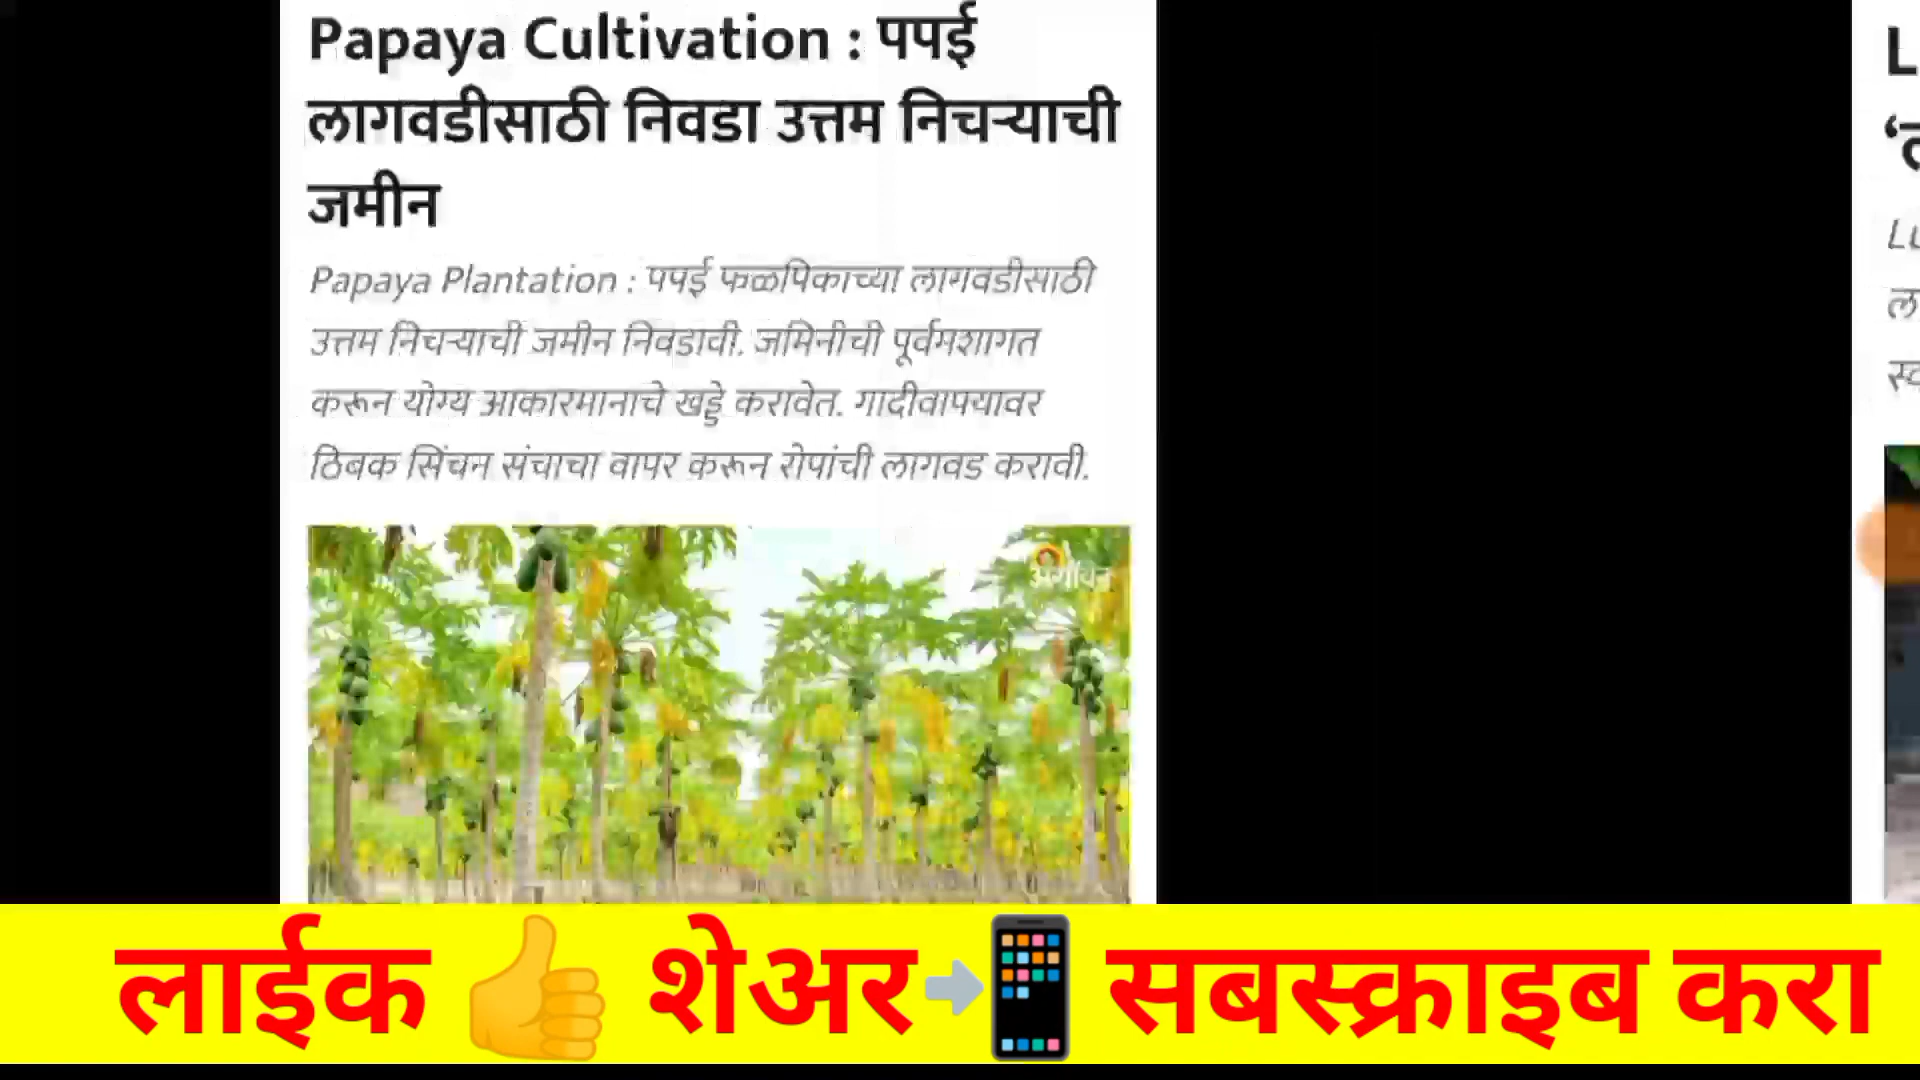 Papaya Cultivation : पपई
लागवडीसाठी निवडा उत्तम निचऱ्याची
जमीन
Papaya Plantation : पपई फळपिकाच्या लागवडीसाठी
उत्तम निचऱ्याची जमीन निवडावी. जमिनीची पूर्वमशागत
करून योग्य आकारमानाचे खड्डे करावेत. गादीवाफ्यावर
ठिबक सिंचन संचाचा वापर करून रोपांची लागवड करावी.
लाईक शेअर सबस्क्राइब करा